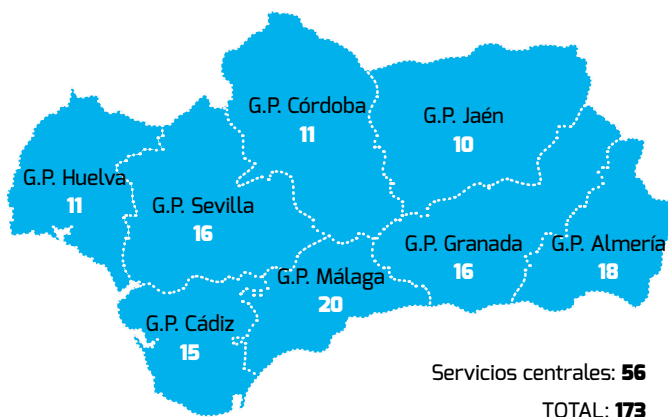 G.P. Córdoba
11
G.P. Jaén
10
G.P. Huelva
11
G.P. Sevilla
16
G.P. Granada
16
G.P. Almería
18
G.P. Málaga
20
G.P. Cádiz
15
Servicios centrales: 56
TOTAL: 173